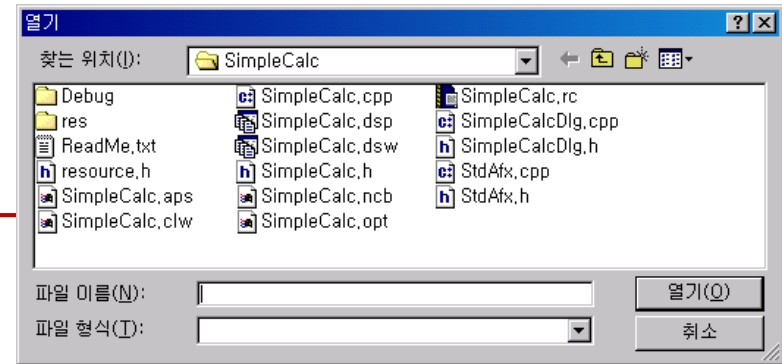 열기
찾는 위치(I):
SimpleCalc
Debug
res
ReadMe.txt
resource.h
SimpleCalc.aps
SimpleCalc.clw
SimpleCalc.cpp
SimpleCalc.dsp
SimpleCalc.dsw
SimpleCalc.h
SimpleCalc.ncb
SimpleCalc.opt
SimpleCalc.rc
SimpleCalcDlg.cpp
SimpleCalcDlg.h
StdAfx.cpp
StdAfx.h
파일 이름(N):
열기(O)
파일 형식(T):
취소